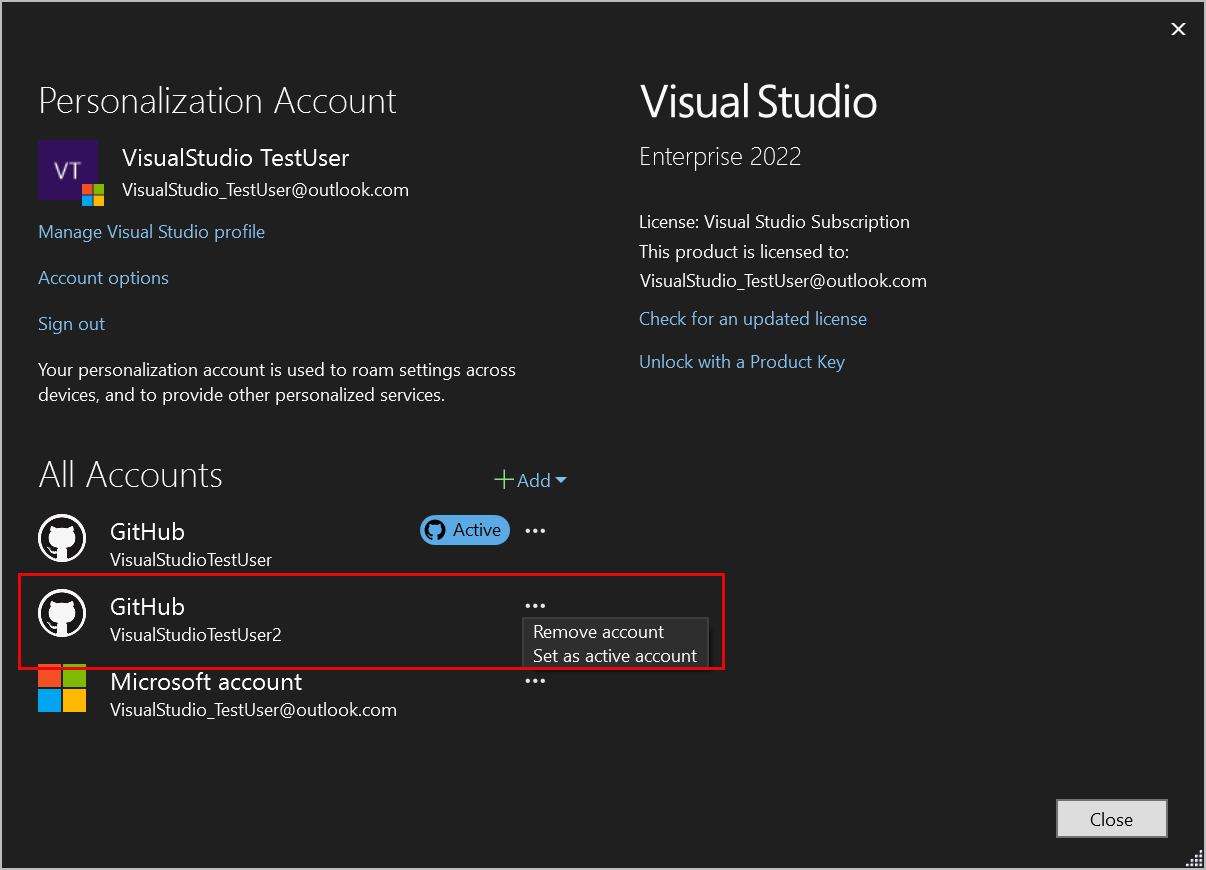 Personalization Account
VT
VisualStudio TestUser
VisualStudio_TestUser@outlook.com
Manage Visual Studio profile
Account options
Sign out
Your personalization account is used to roam settings across
devices, and to provide other personalized services.
Visual Studio
Enterprise 2022
License: Visual Studio Subscription
This product is licensed to:
VisualStudio_TestUser@outlook.com
Check for an updated license
Unlock with a Product Key
All Accounts
Add
GitHub
VisualStudioTestUser
Active
GitHub
VisualStudioTestUser2
Remove account
Set as active account
Microsoft account
VisualStudio_TestUser@outlook.com
Close